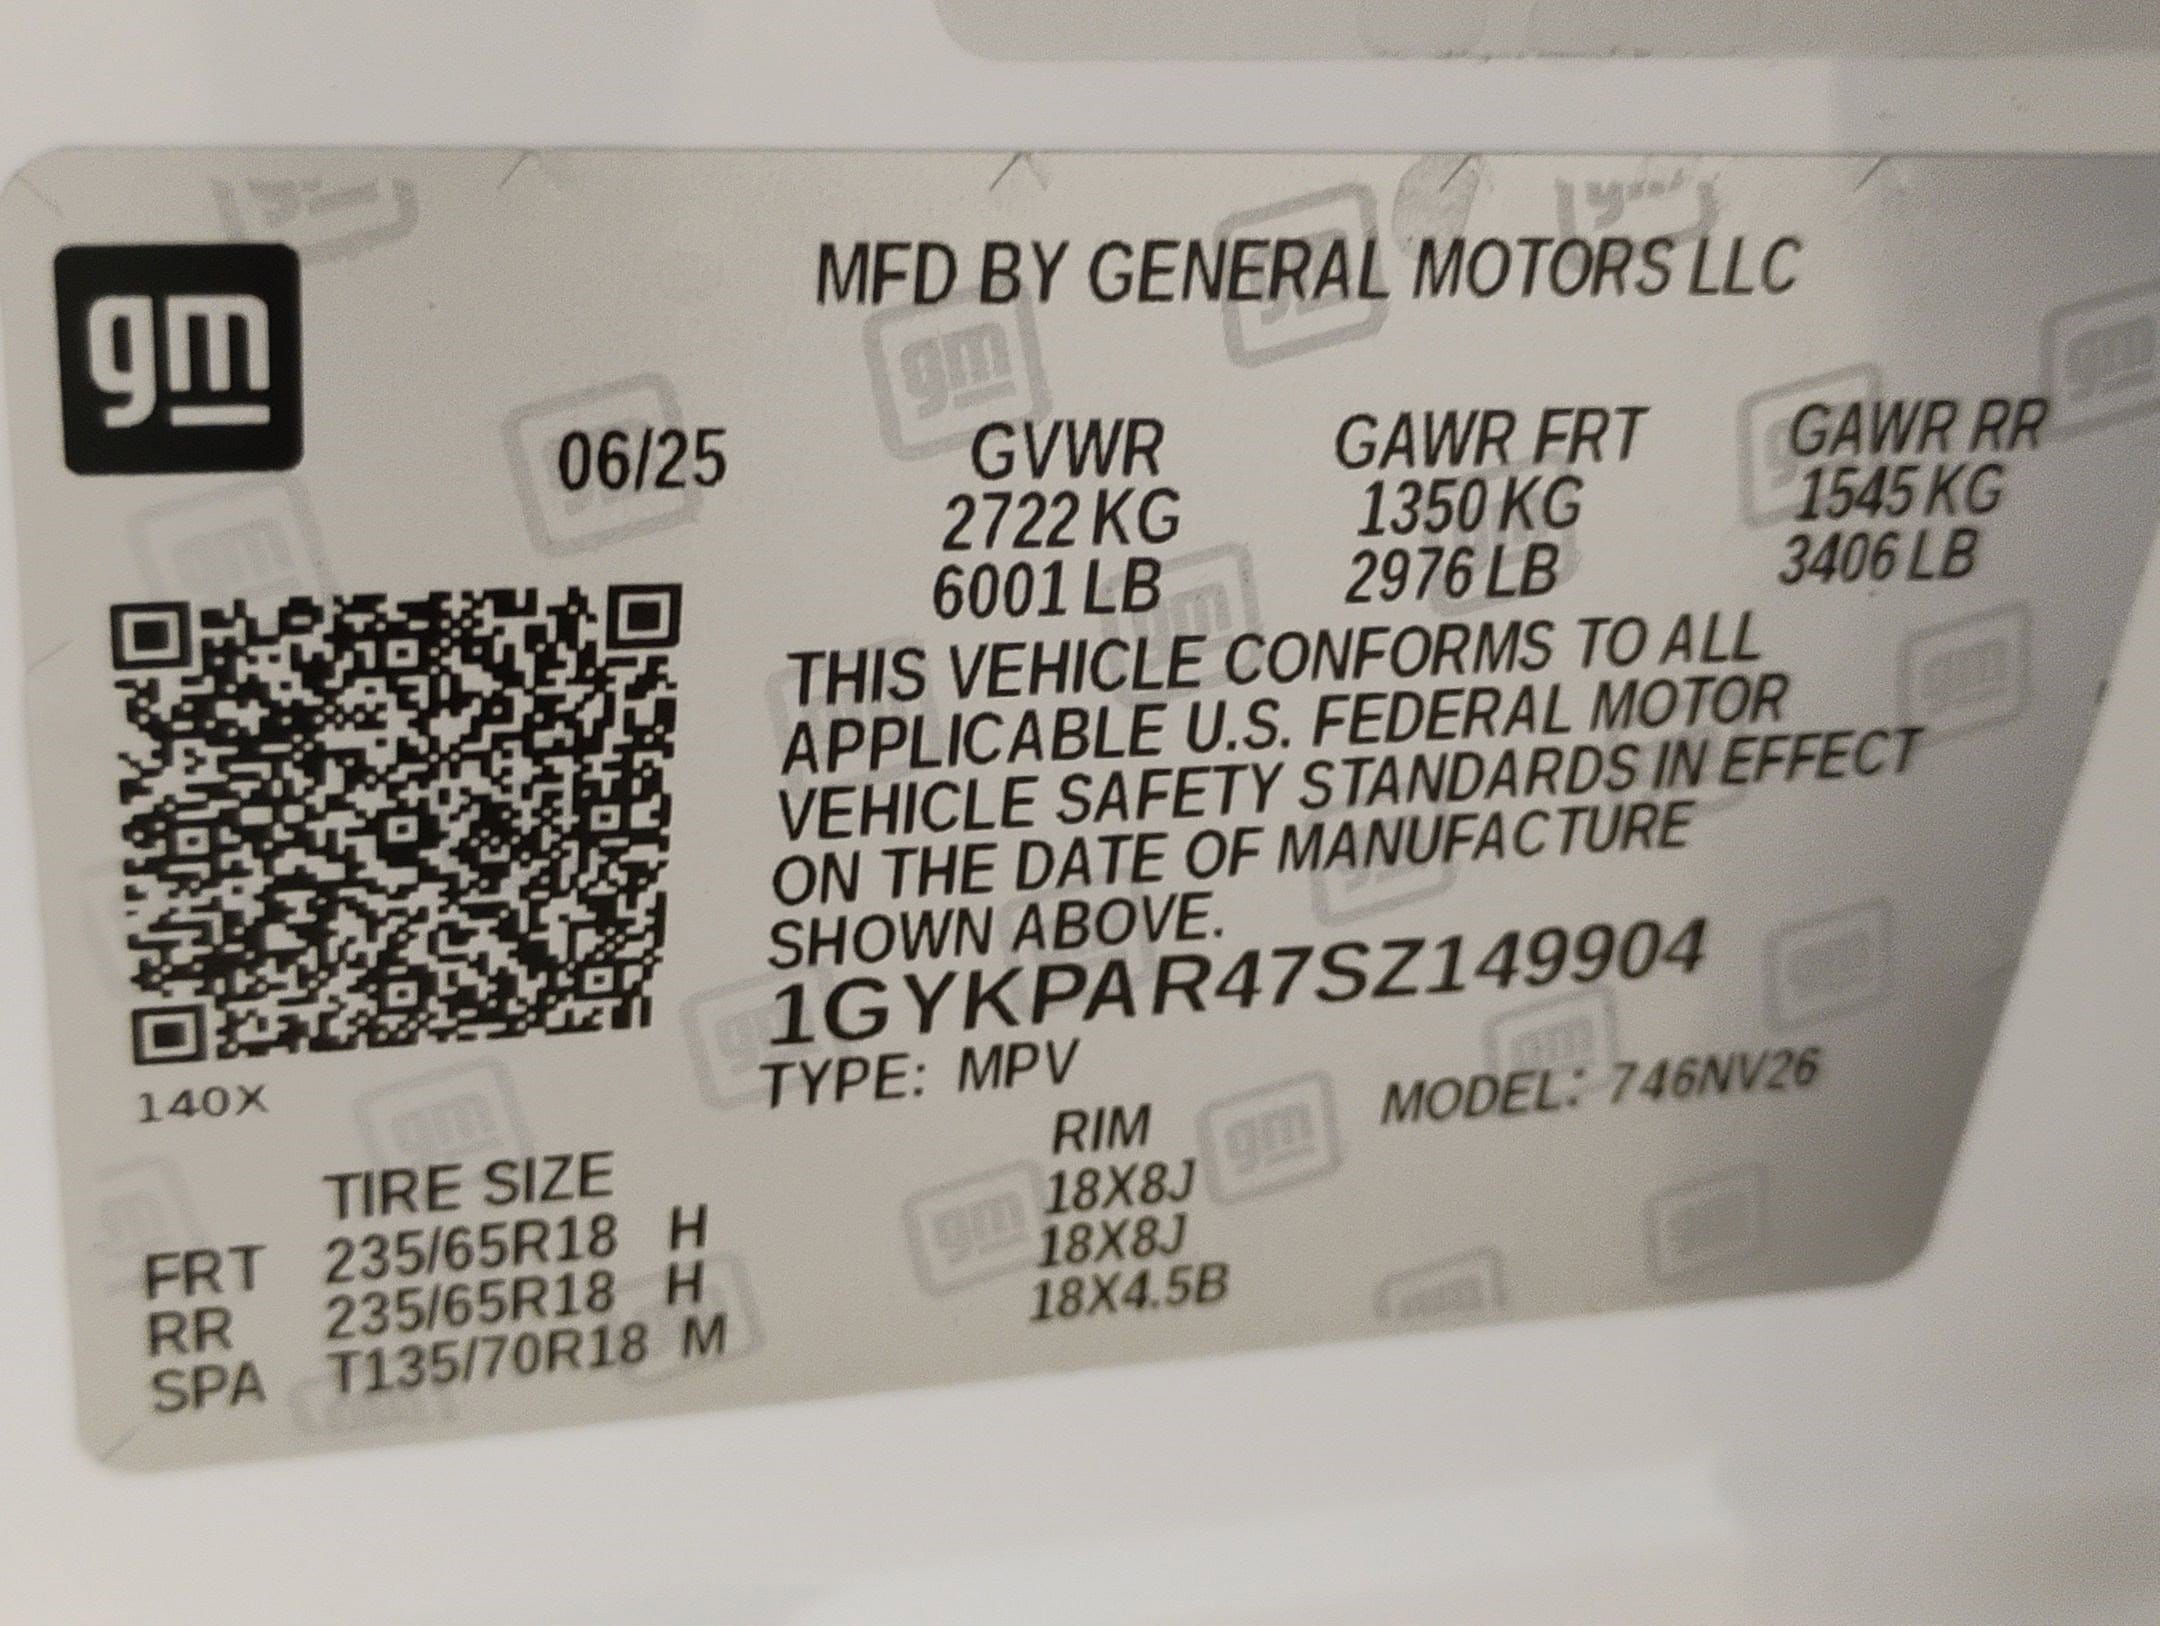 gm
MFD BY GENERAL MOTORS LLC
06/25
GVWR GAWR FRT GAWR RR
2722 KG 1350 KG 1545 KG
6001 LB 2976 LB 3406 LB
THIS VEHICLE CONFORMS TO ALL
APPLICABLE U.S. FEDERAL MOTOR
VEHICLE SAFETY STANDARDS IN EFFECT
ON THE DATE OF MANUFACTURE
SHOWN ABOVE.
1GYKPAR47SZ149904
TYPE: MPV MODEL: 746NV26
140X
TIRE SIZE RIM
FRT 235/65R18 H 18X8J
RR 235/65R18 H 18X8J
SPA T135/70R18 M 18X4.5B